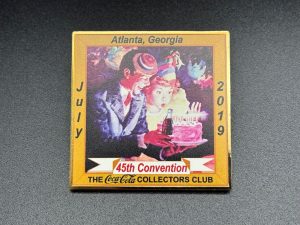 Atlanta, Georgia
July
2019
45th Convention
THE Coca-Cola COLLECTORS CLUB